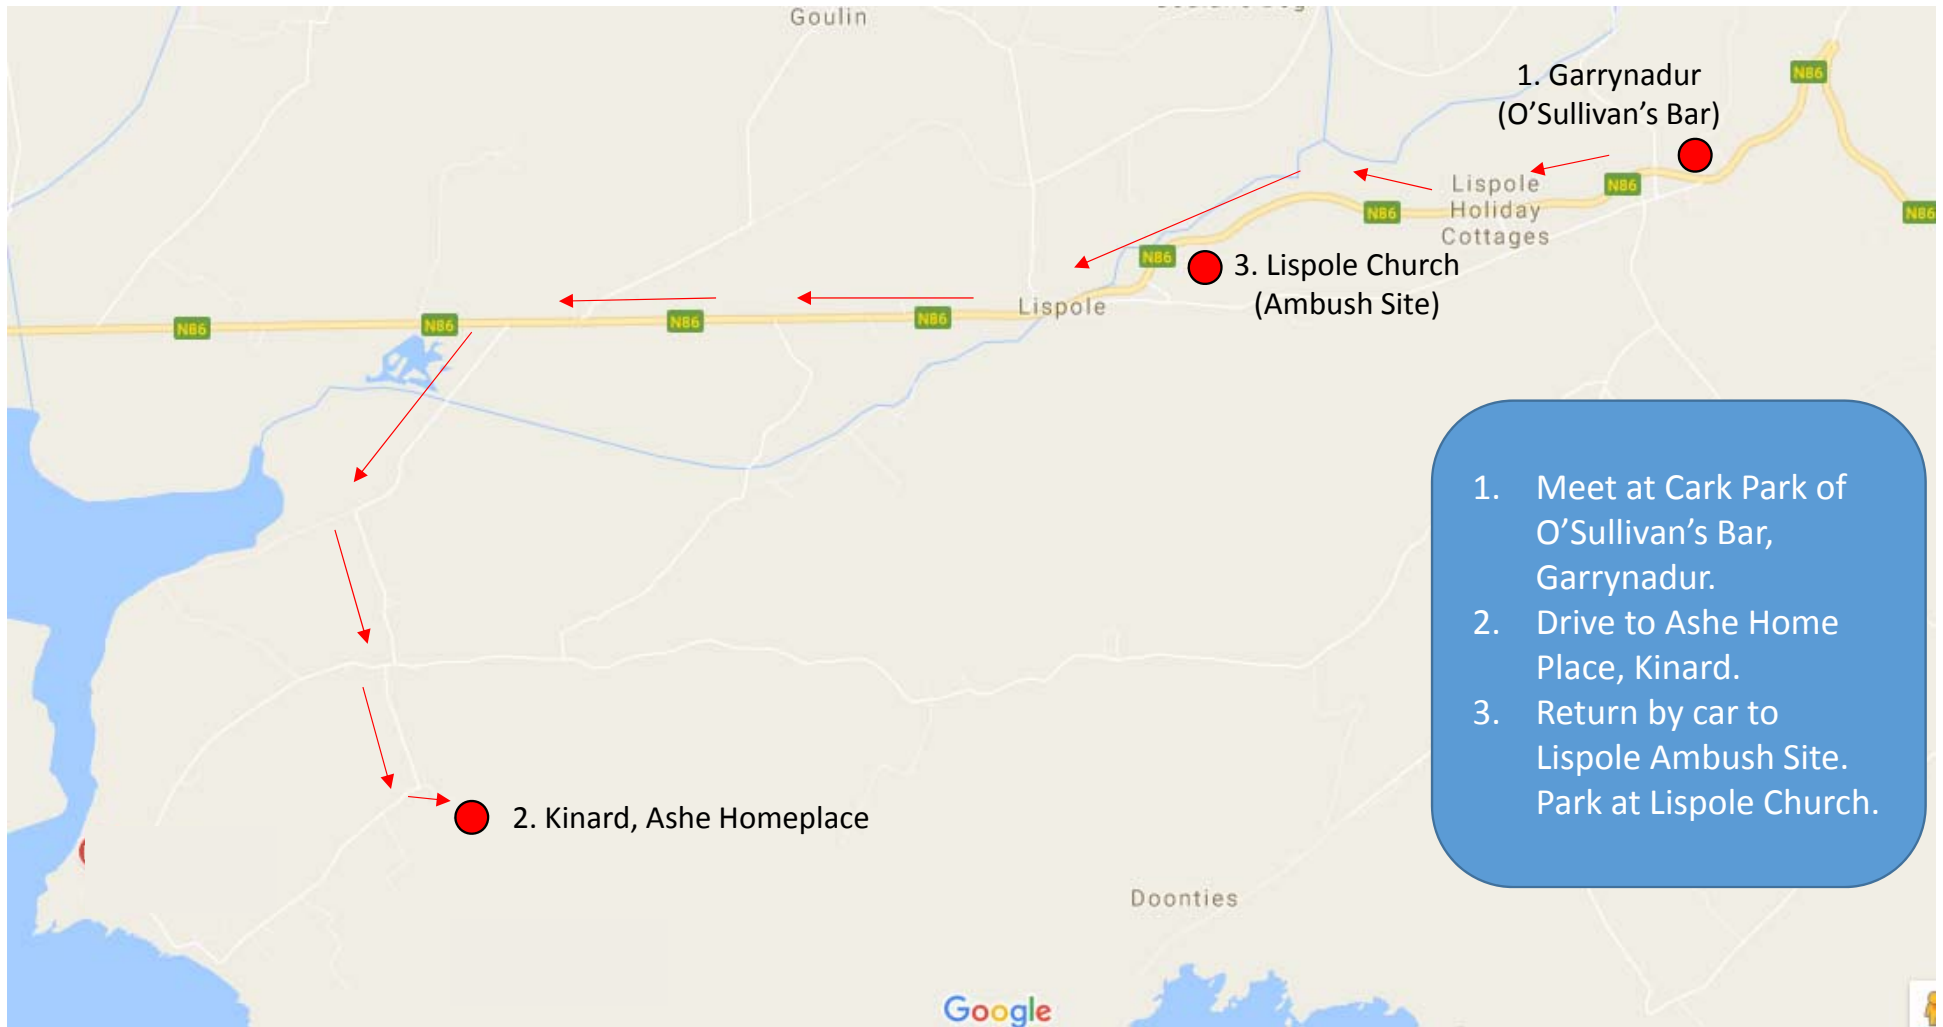 Goulin
1. Garrynadur
(O'Sullivan's Bar)
N86
N86
Lispole
Holiday
Cottages
N86
N86
N86
N86
3. Lispole Church
(Ambush Site)
Lispole
N86
N86
N86
N86
1. Meet at Cark Park of
O'Sullivan's Bar,
Garrynadur.
2. Drive to Ashe Home
Place, Kinard.
3. Return by car to
Lispole Ambush Site.
Park at Lispole Church.
2. Kinard, Ashe Homeplace
Doonties
Google